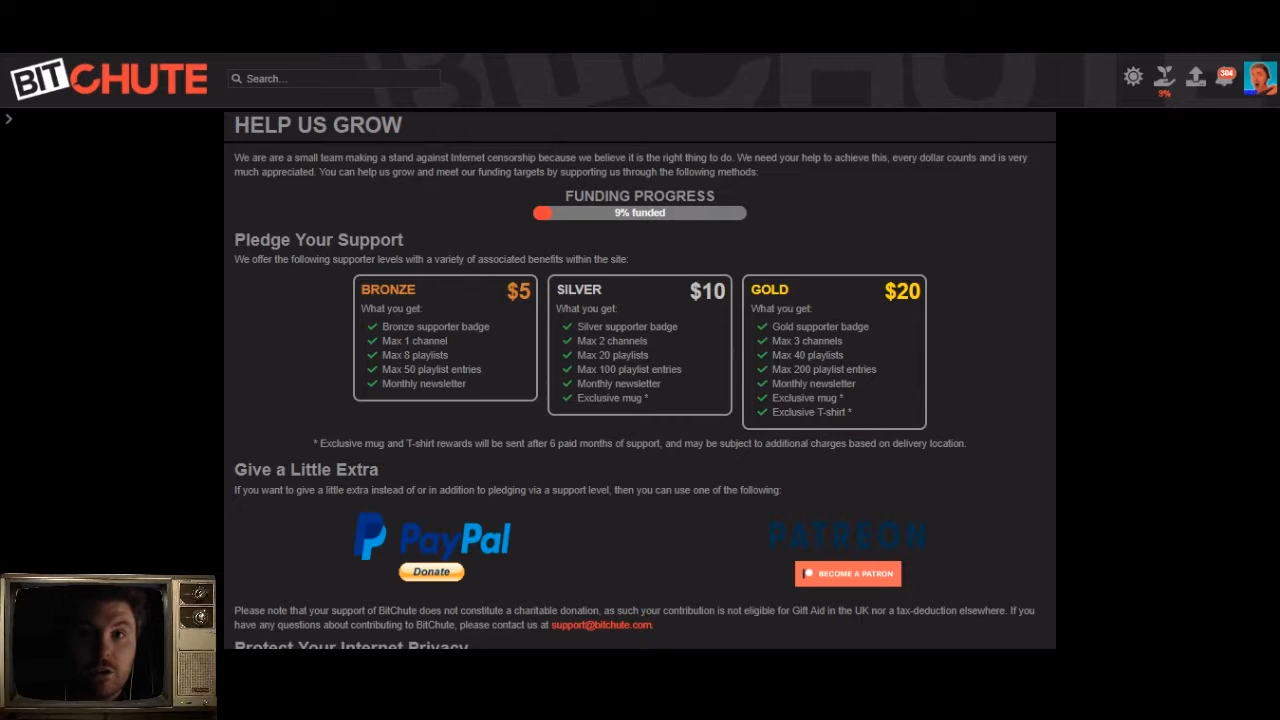 BITCHUTE
Search...
304
9%
HELP US GROW
We are are a small team making a stand against Internet censorship because we believe it is the right thing to do. We need your help to achieve this, every dollar counts and is very
much appreciated. You can help us grow and meet our funding targets by supporting us through the following methods:
FUNDING PROGRESS
9% funded
Pledge Your Support
We offer the following supporter levels with a variety of associated benefits within the site:
BRONZE $5
What you get:
Bronze supporter badge
Max 1 channel
Max 8 playlists
Max 50 playlist entries
Monthly newsletter
SILVER $10
What you get:
Silver supporter badge
Max 2 channels
Max 20 playlists
Max 100 playlist entries
Monthly newsletter
Exclusive mug *
GOLD $20
What you get:
Gold supporter badge
Max 3 channels
Max 40 playlists
Max 200 playlist entries
Monthly newsletter
Exclusive mug *
Exclusive T-shirt *
* Exclusive mug and T-shirt rewards will be sent after 6 paid months of support, and may be subject to additional charges based on delivery location.
Give a Little Extra
If you want to give a little extra instead of or in addition to pledging via a support level, then you can use one of the following:
PayPal
Donate
PATREON
BECOME A PATRON
Please note that your support of BitChute does not constitute a charitable donation, as such your contribution is not eligible for Gift Aid in the UK nor a tax-deduction elsewhere. If you
have any questions about contributing to BitChute, please contact us at support@bitchute.com.
Protect Your Internet Privacy